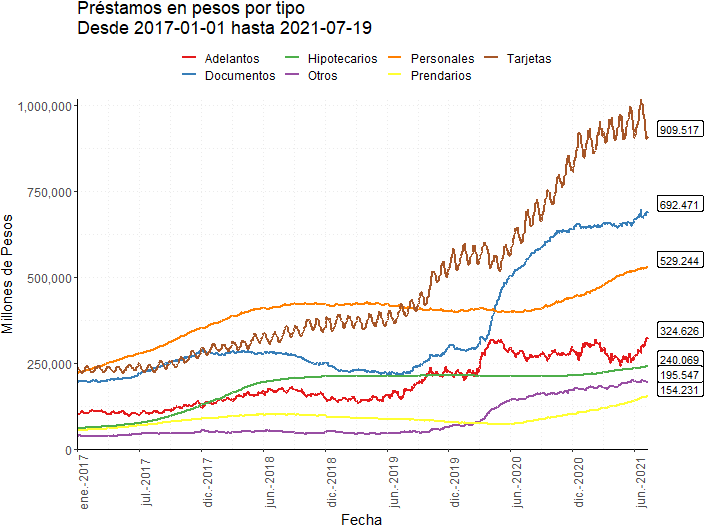 Préstamos en pesos por tipo
Desde 2017-01-01 hasta 2021-07-19
Adelantos Hipotecarios Personales Tarjetas
Documentos Otros Prendarios
Millones de Pesos
1,000,000
750,000
500,000
250,000
0
909.517
692.471
529.244
324.626
240.069
195.547
154.231
ene.-2017
jul.-2017
dic.-2017
jun.-2018
dic.-2018
jun.-2019
dic.-2019
jun.-2020
dic.-2020
jun.-2021
Fecha